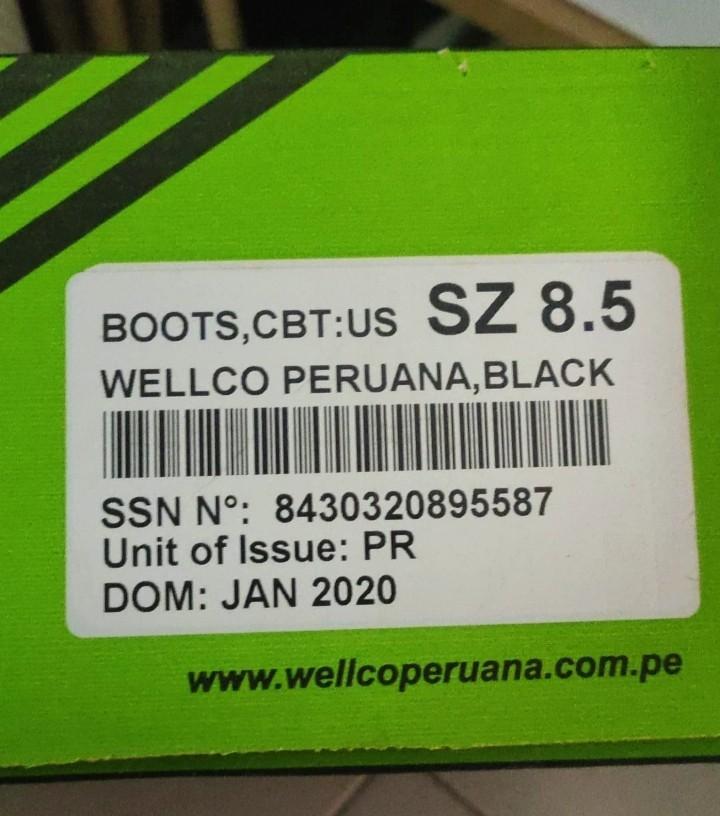 BOOTS,CBT:US SZ 8.5
WELLCO PERUANA,BLACK
SSN N°: 8430320895587
Unit of Issue: PR
DOM: JAN 2020
www.wellcoperuana.com.pe